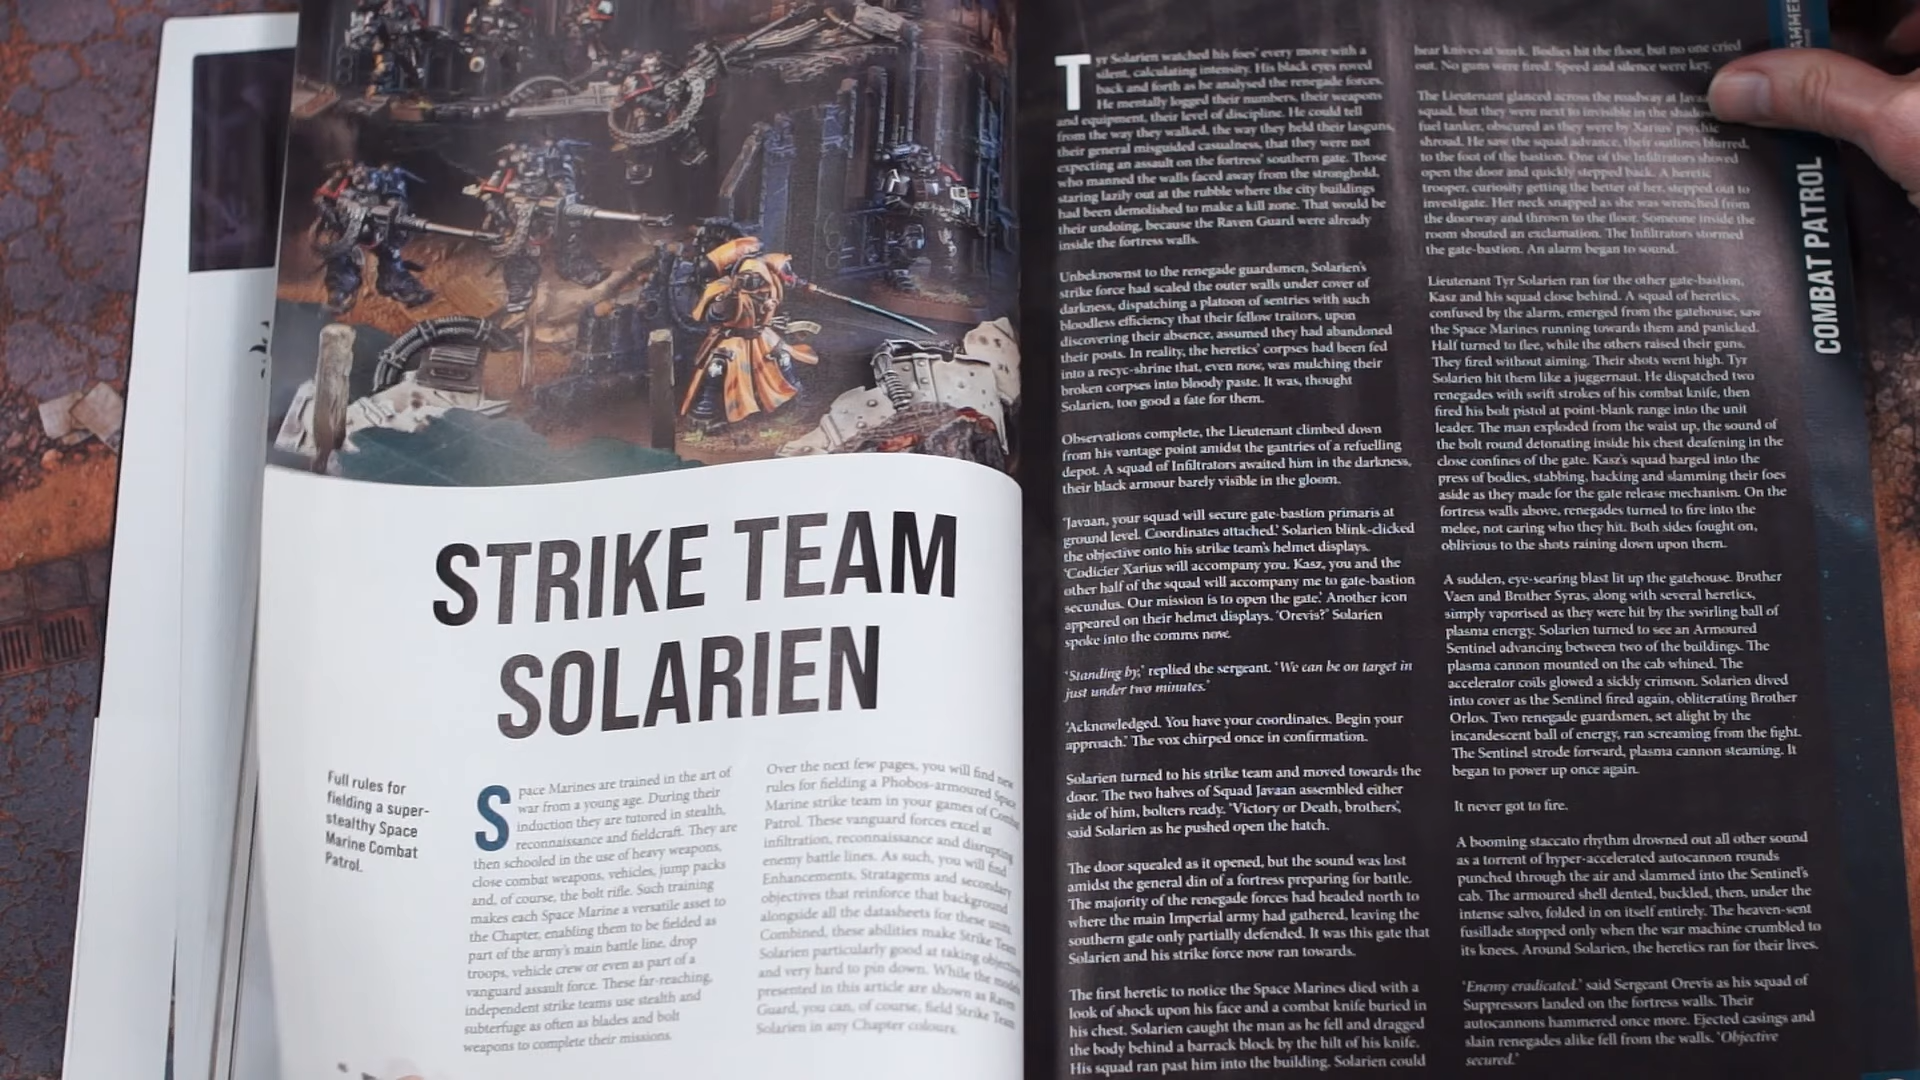 STRIKE TEAM
SOLARIEN
Full rules for
fielding a super-
stealthy Space
Marine Combat
Patrol.
Space Marines are trained in the art of
war from a young age. During their
induction they are tutored in stealth,
reconnaissance and fieldcraft. They are
then schooled in the use of heavy weapons,
close combat weapons, vehicles, jump packs
and, of course, the bolt rifle. Such training
makes each Space Marine a versatile asset to
the Chapter, enabling them to be fielded as
part of the army's main battle line, drop
troops, vehicle crew or even as part of a
vanguard assault force. These far-reaching,
independent strike teams use stealth and
subterfuge as often as blades and bolt
weapons to complete their missions.
Over the next few pages, you will find new
rules for fielding a Phobos-armoured Space
Marine strike team in your games of Combat
Patrol. These vanguard forces excel at
infiltration, reconnaissance and disrupting
enemy battle lines. As such, you will find
Enhancements, Stratagems and secondary
objectives that reinforce that background
alongside all the datasheets for these units.
Combined, these abilities make Strike Team
Solarien particularly good at taking objectives
and very hard to pin down. While the models
presented in this article are shown as Raven
Guard, you can, of course, field Strike Team
Solarien in any Chapter colours.
Tyr Solarien watched his foes' every move with a
silent, calculating intensity. His black eyes roved
back and forth as he analysed the renegade forces.
He mentally logged their numbers, their weapons
and equipment, their level of discipline. He could tell
from the way they walked, the way they held their lasguns,
their general misguided casualness, that they were not
expecting an assault on the fortress' southern gate. Those
who manned the walls faced away from the stronghold,
staring lazily out at the rubble where the city buildings
had been demolished to make a kill zone. That would be
their undoing, because the Raven Guard were already
inside the fortress walls.
Unbeknownst to the renegade guardsmen, Solarien's
strike force had scaled the outer walls under cover of
darkness, dispatching a platoon of sentries with such
bloodless efficiency that their fellow traitors, upon
discovering their absence, assumed they had abandoned
their posts. In reality, the heretics' corpses had been fed
into a recyc-shrine that, even now, was mulching their
broken corpses into bloody paste. It was, thought
Solarien, too good a fate for them.
Observations complete, the Lieutenant climbed down
from his vantage point amidst the gantries of a refuelling
depot. A squad of Infiltrators awaited him in the darkness,
their black armour barely visible in the gloom.
'Javaan, your squad will secure gate-bastion primaris at
ground level. Coordinates attached.' Solarien blink-clicked
the objective onto his strike team's helmet displays.
'Codicier Xarius will accompany you. Kasz, you and the
other half of the squad will accompany me to gate-bastion
secundus. Our mission is to open the gate.' Another icon
appeared on their helmet displays. 'Orevis?' Solarien
spoke into the comms now.
'Standing by,' replied the sergeant. 'We can be on target in
just under two minutes.'
'Acknowledged. You have your coordinates. Begin your
approach.' The vox chirped once in confirmation.
Solarien turned to his strike team and moved towards the
door. The two halves of Squad Javaan assembled either
side of him, bolters ready. 'Victory or Death, brothers,'
said Solarien as he pushed open the hatch.
The door squealed as it opened, but the sound was lost
amidst the general din of a fortress preparing for battle.
The majority of the renegade forces had headed north to
where the main Imperial army had gathered, leaving the
southern gate only partially defended. It was this gate that
Solarien and his strike force now ran towards.
The first heretic to notice the Space Marines died with a
look of shock upon his face and a combat knife buried in
his chest. Solarien caught the man as he fell and dragged
the body behind a barrack block by the hilt of his knife.
His squad ran past him into the building. Solarien could
hear knives at work. Bodies hit the floor, but no one cried
out. No guns were fired. Speed and silence were key.
The Lieutenant glanced across the roadway at
squad, but they were next to invisible in the
fuel tanker, obscured as they were by Xarius' psychic
shroud. He saw the squad advance, their outlines blurred,
to the foot of the bastion. One of the Infiltrators shoved
open the door and quickly stepped back. A heretic
trooper, curiosity getting the better of her, stepped out to
investigate. Her neck snapped as she was wrenched from
the doorway and thrown to the floor. Someone inside the
room shouted an exclamation. The Infiltrators stormed
the gate-bastion. An alarm began to sound.
Lieutenant Tyr Solarien ran for the other gate-bastion,
Kasz and his squad close behind. A squad of heretics,
confused by the alarm, emerged from the gatehouse, saw
the Space Marines running towards them and panicked.
Half turned to flee, while the others raised their guns.
They fired without aiming. Their shots went high. Tyr
Solarien hit them like a juggernaut. He dispatched two
renegades with swift strokes of his combat knife, then
fired his bolt pistol at point-blank range into the unit
leader. The man exploded from the waist up, the sound of
the bolt round detonating inside his chest deafening in the
close confines of the gate. Kasz's squad barged into the
press of bodies, stabbing, hacking and slamming their foes
aside as they made for the gate release mechanism. On the
fortress walls above, renegades turned to fire into the
melee, not caring who they hit. Both sides fought on,
oblivious to the shots raining down upon them.
A sudden, eye-searing blast lit up the gatehouse. Brother
Vaen and Brother Syras, along with several heretics,
simply vaporised as they were hit by the swirling ball of
plasma energy. Solarien turned to see an Armoured
Sentinel advancing between two of the buildings. The
plasma cannon mounted on the cab whined. The
accelerator coils glowed a sickly crimson. Solarien dived
into cover as the Sentinel fired again, obliterating Brother
Orlos. Two renegade guardsmen, set alight by the
incandescent ball of energy, ran screaming from the fight.
The Sentinel strode forward, plasma cannon steaming. It
began to power up once again.
It never got to fire.
A booming staccato rhythm drowned out all other sound
as a torrent of hyper-accelerated autocannon rounds
punched through the air and slammed into the Sentinel's
cab. The armoured shell dented, buckled, then, under the
intense salvo, folded in on itself entirely. The heaven-sent
fusillade stopped only when the war machine crumbled to
its knees. Around Solarien, the heretics ran for their lives.
'Enemy eradicated.' said Sergeant Orevis as his squad of
Suppressors landed on the fortress walls. Their
autocannons hammered once more. Ejected casings and
slain renegades alike fell from the walls. 'Objective
secured.'
COMBAT PATROL